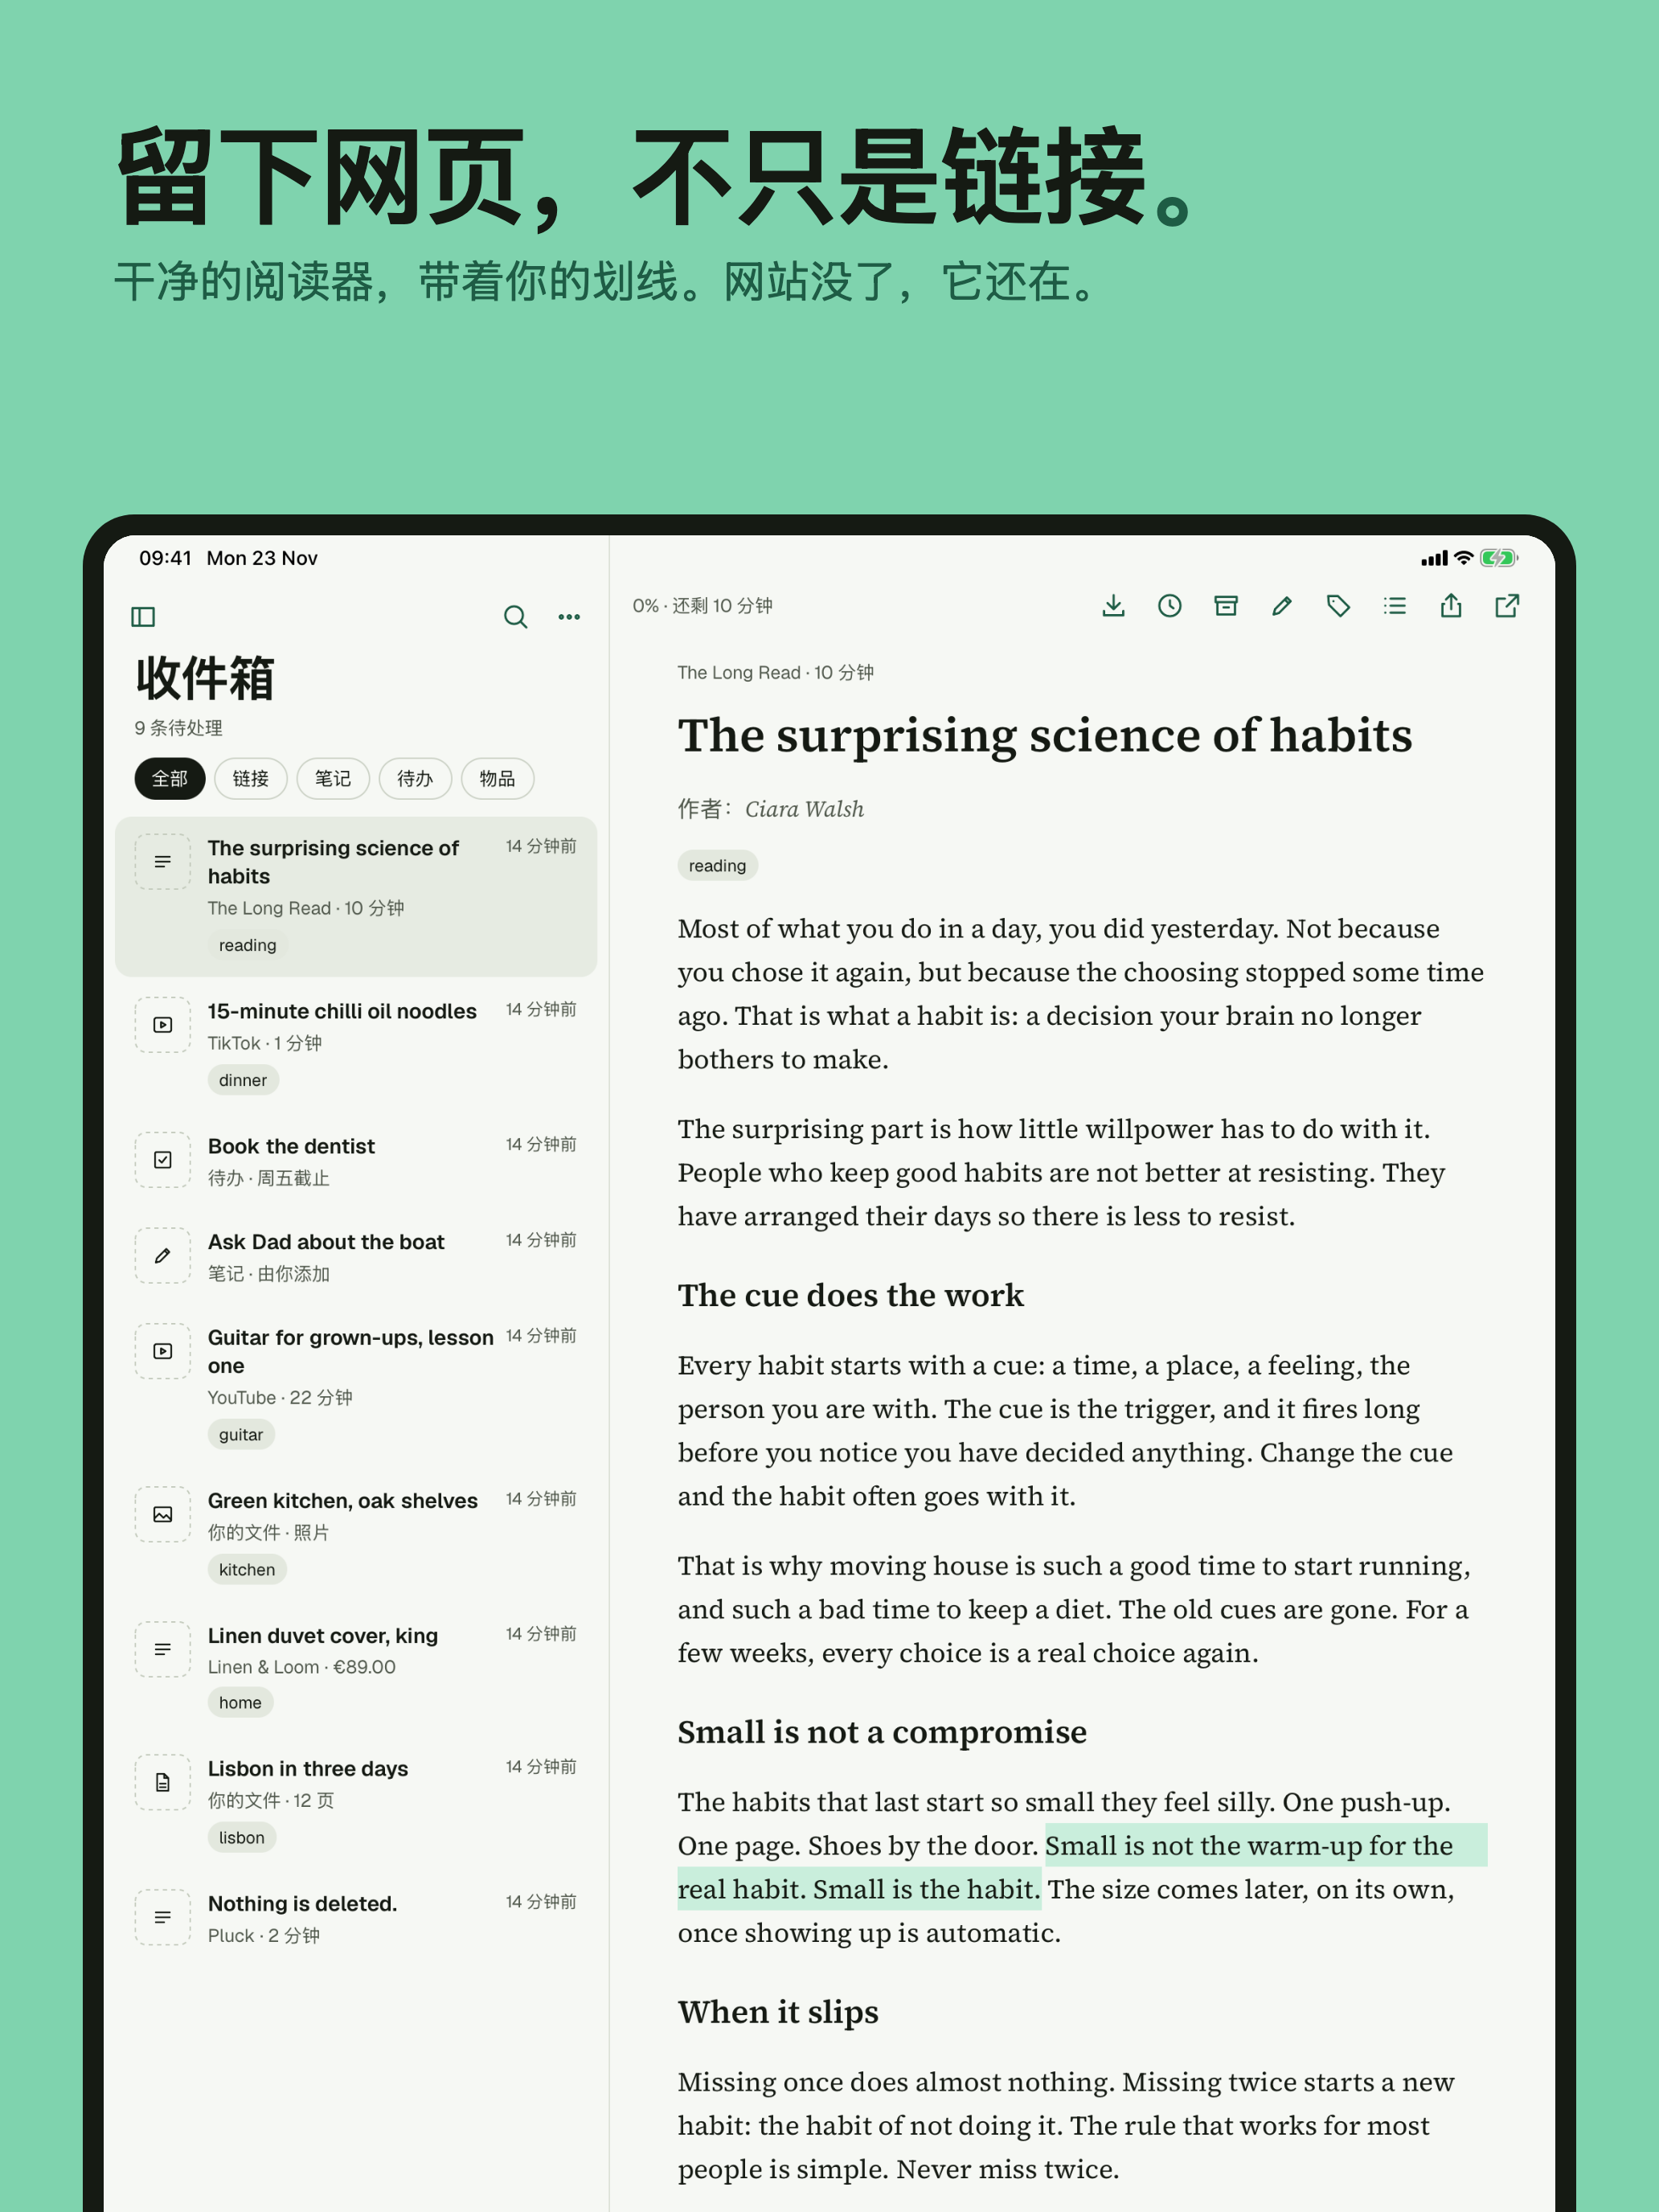 留下网页，不只是链接。
干净的阅读器，带着你的划线。网站没了，它还在。
09:41 Mon 23 Nov
收件箱
9 条待处理
全部 链接 笔记 待办 物品
The surprising science of
habits
14 分钟前
The Long Read · 10 分钟
reading
15-minute chilli oil noodles
14 分钟前
TikTok · 1 分钟
dinner
Book the dentist
14 分钟前
待办 · 周五截止
Ask Dad about the boat
14 分钟前
笔记 · 由你添加
Guitar for grown-ups, lesson
one
14 分钟前
YouTube · 22 分钟
guitar
Green kitchen, oak shelves
14 分钟前
你的文件 · 照片
kitchen
Linen duvet cover, king
14 分钟前
Linen & Loom · €89.00
home
Lisbon in three days
14 分钟前
你的文件 · 12 页
lisbon
Nothing is deleted.
14 分钟前
Pluck · 2 分钟
0% · 还剩 10 分钟
The Long Read · 10 分钟
The surprising science of habits
作者：Ciara Walsh
reading
Most of what you do in a day, you did yesterday. Not because
you chose it again, but because the choosing stopped some time
ago. That is what a habit is: a decision your brain no longer
bothers to make.
The surprising part is how little willpower has to do with it.
People who keep good habits are not better at resisting. They
have arranged their days so there is less to resist.
The cue does the work
Every habit starts with a cue: a time, a place, a feeling, the
person you are with. The cue is the trigger, and it fires long
before you notice you have decided anything. Change the cue
and the habit often goes with it.
That is why moving house is such a good time to start running,
and such a bad time to keep a diet. The old cues are gone. For a
few weeks, every choice is a real choice again.
Small is not a compromise
The habits that last start so small they feel silly. One push-up.
One page. Shoes by the door. Small is not the warm-up for the
real habit. Small is the habit. The size comes later, on its own,
once showing up is automatic.
When it slips
Missing once does almost nothing. Missing twice starts a new
habit: the habit of not doing it. The rule that works for most
people is simple. Never miss twice.